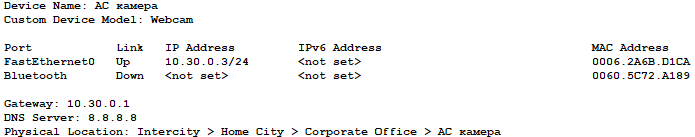 Device Name: АС камера
Custom Device Model: Webcam
Port Link IP Address IPv6 Address MAC Address
FastEthernet0 Up 10.30.0.3/24 <not set> 0006.2A6B.D1CA
Bluetooth Down <not set> <not set> 0060.5C72.A189
Gateway: 10.30.0.1
DNS Server: 8.8.8.8
Physical Location: Intercity > Home City > Corporate Office > АС камера